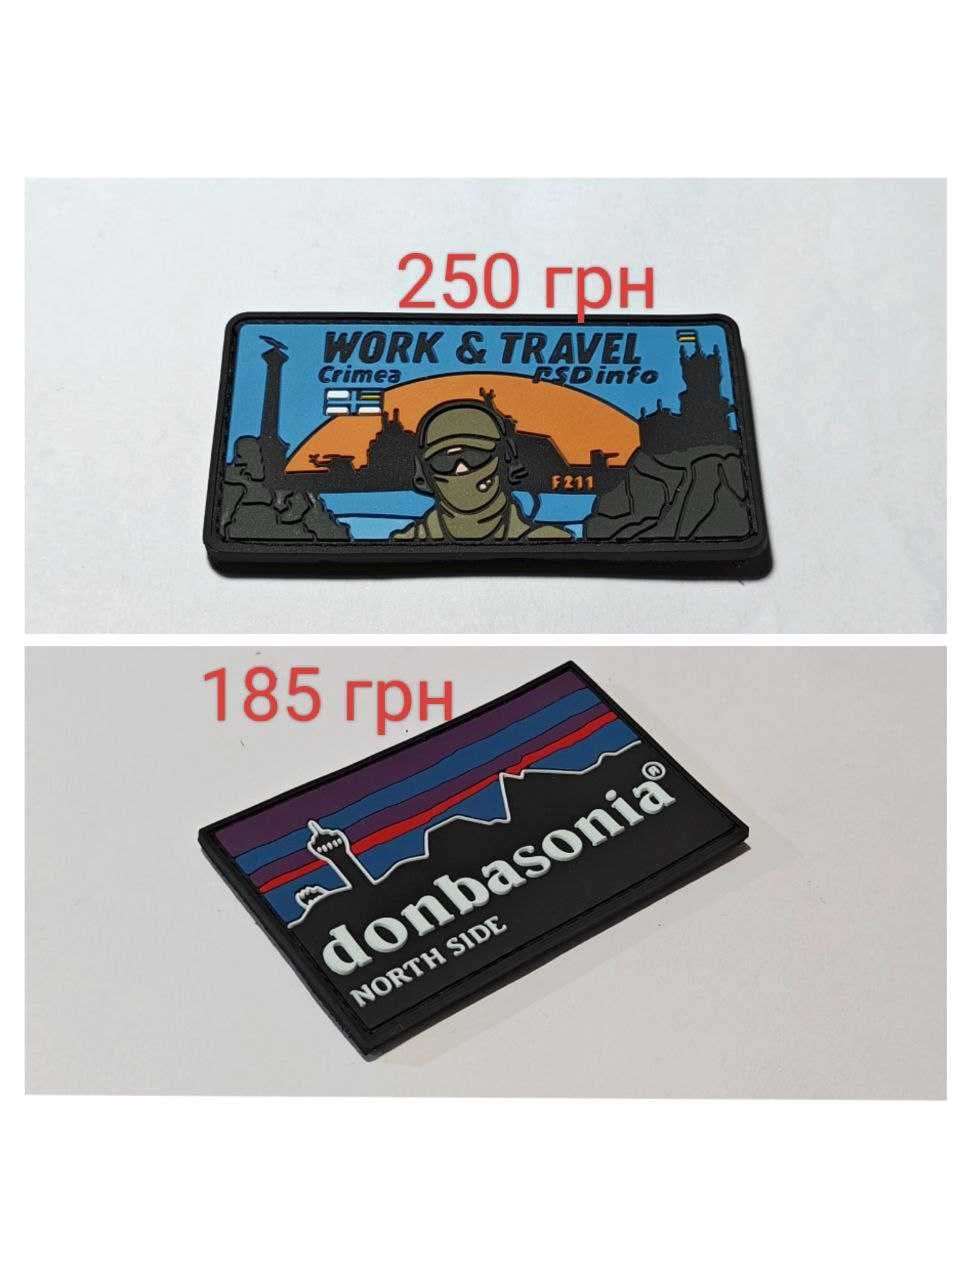 250 грн
WORK & TRAVEL
Crimea PSDinfo
F211
185 грн
donbasonia®
NORTH SIDE